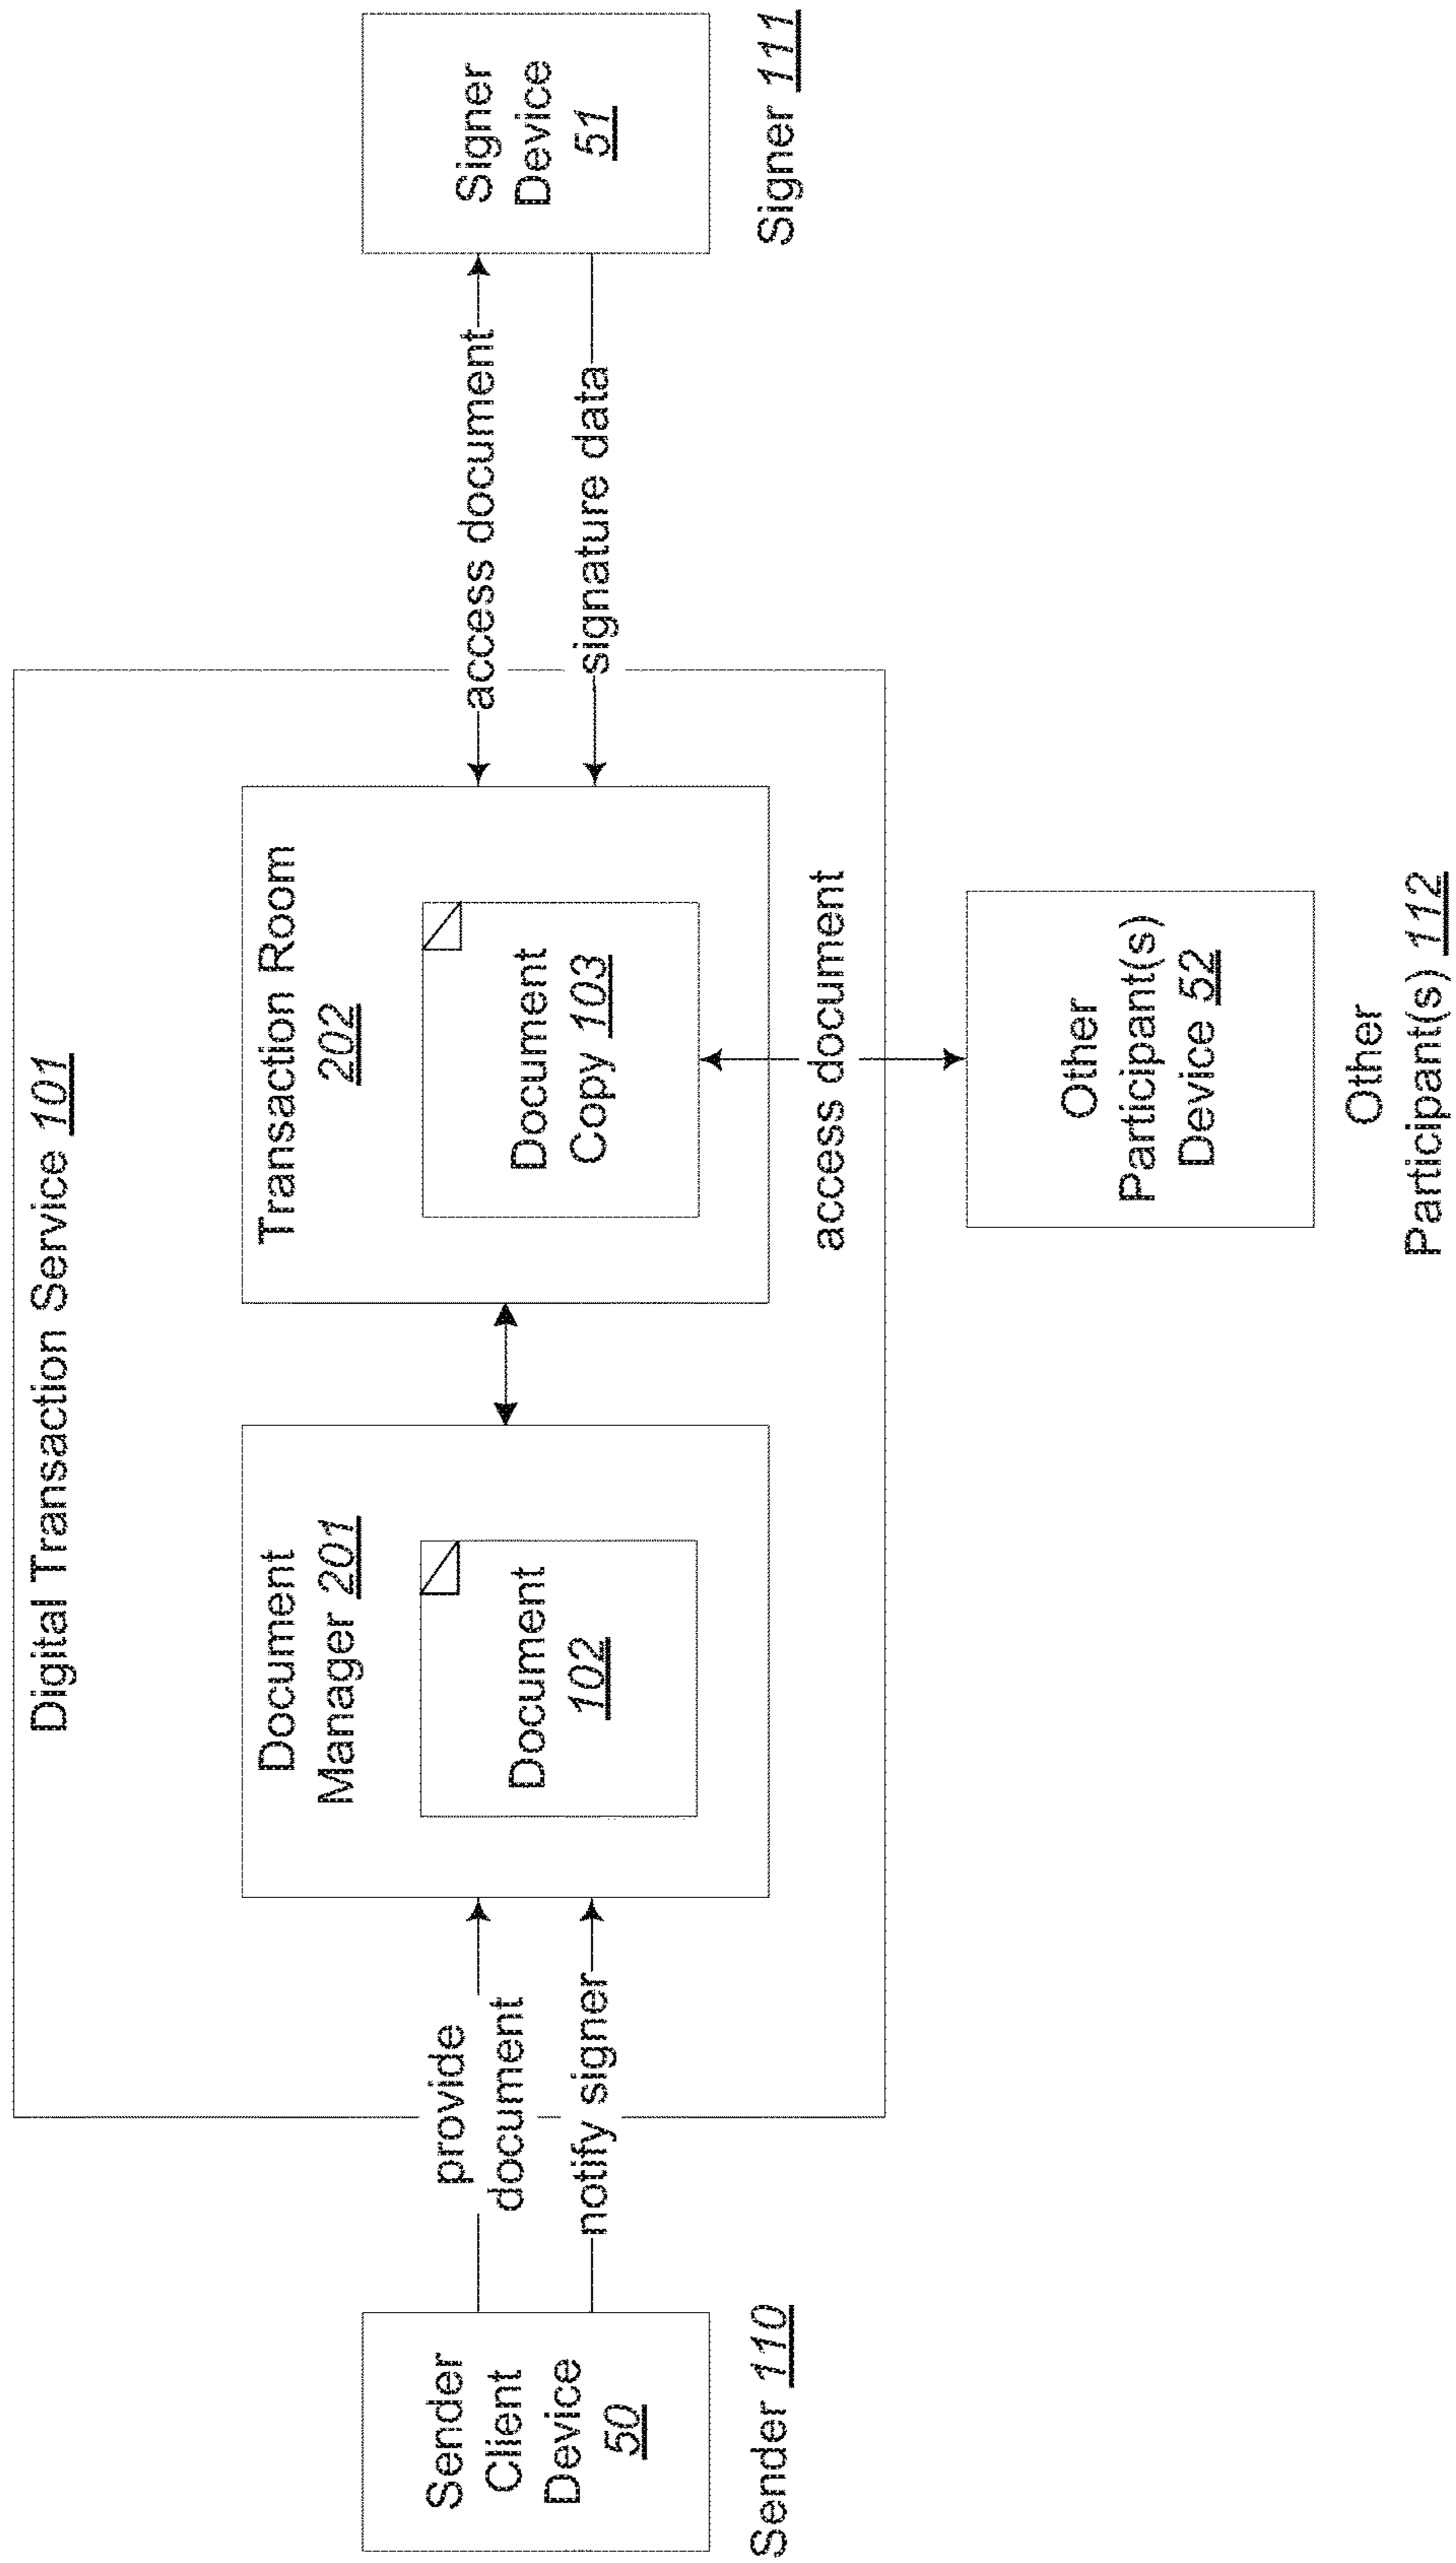 Digital Transaction Service 101
Sender
Client
Device
50
Sender 110
provide
document
notify signer
Document
Manager 201
Document
102
Transaction Room
202
Document
Copy 103
access document
signature data
Signer
Device
51
Signer 111
access document
Other
Participant(s)
Device 52
Other
Participant(s) 112